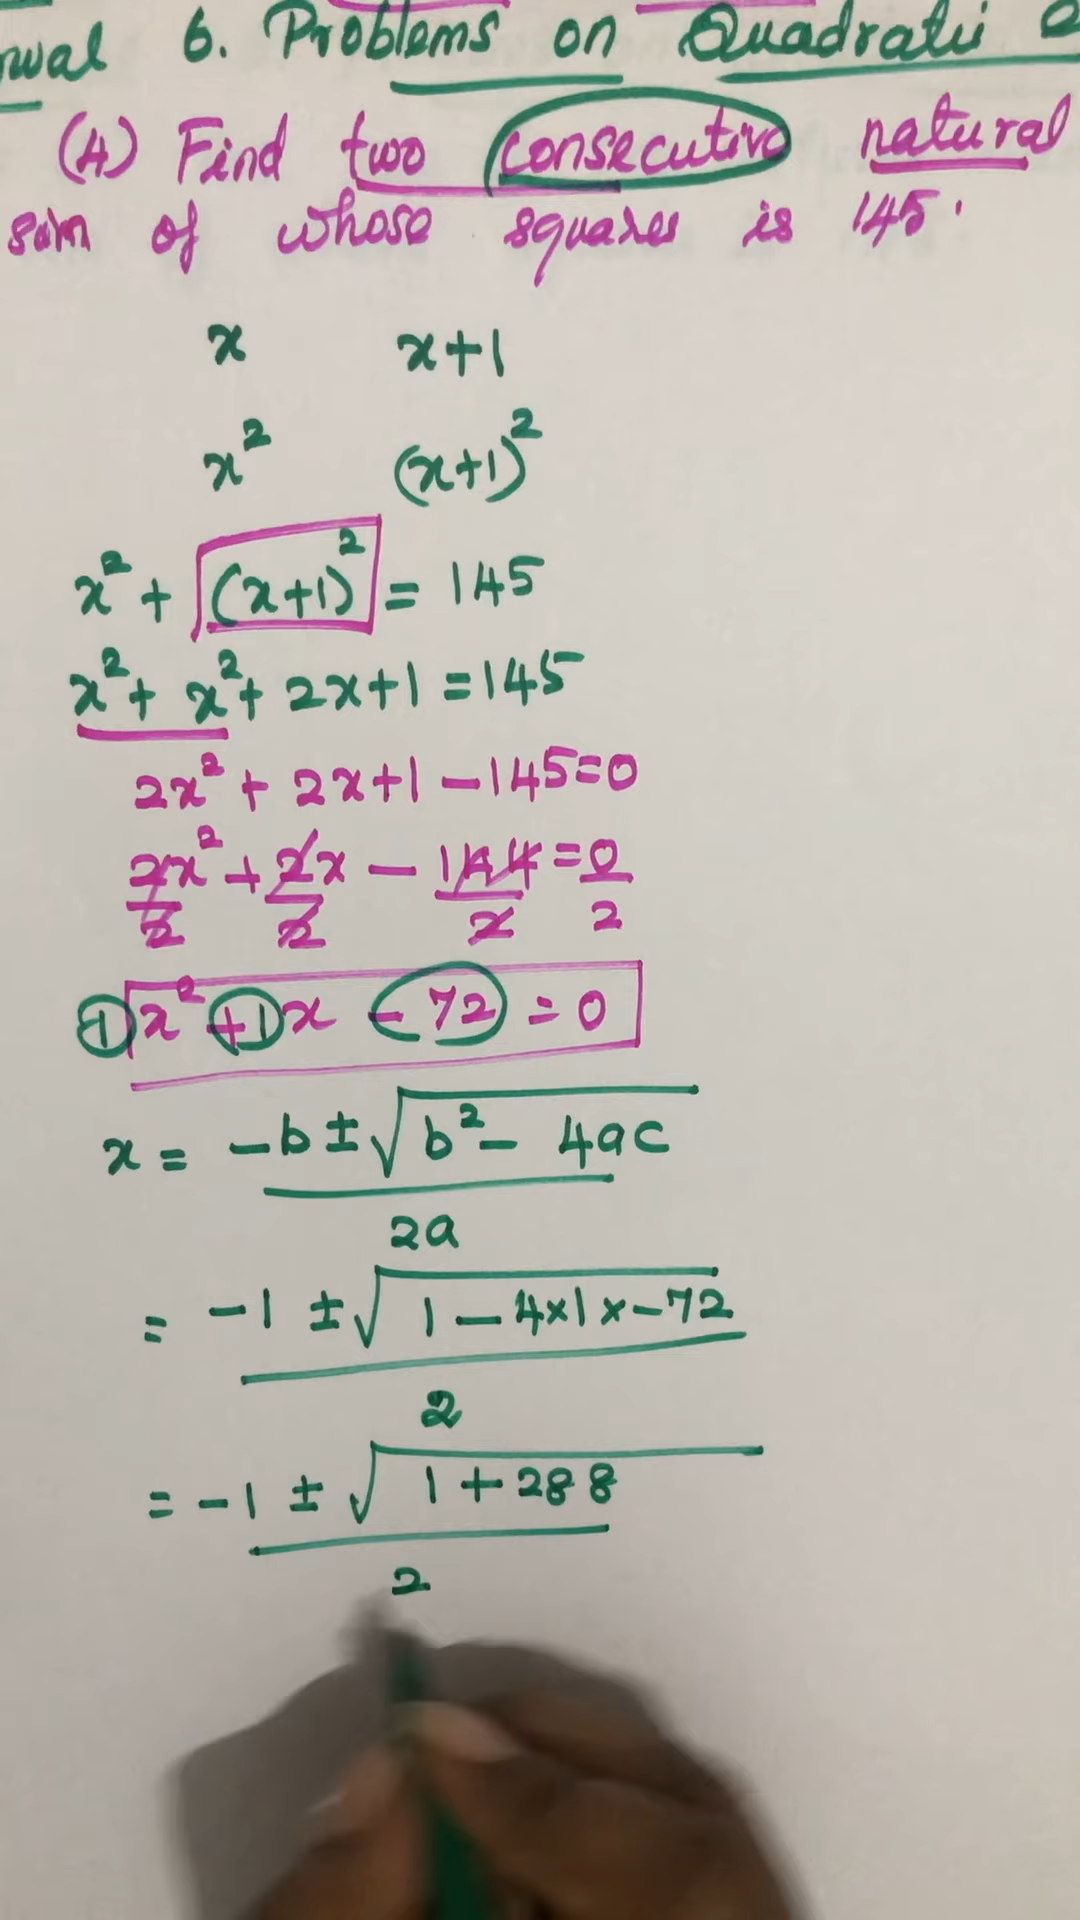 6. Problems on Quadratic
(4) Find two consecutive natural
sum of whose squares is 145.
x x+1
x² (x+1)²
x² + (x+1)² = 145
x² + x² + 2x+1 = 145
2x² + 2x+1 - 145 = 0
2x²/2 + 2x/2 - 144/2 = 0/2
1 x² +1 x - 72 = 0
x = -b ± √(b² - 4ac)
2a
= -1 ± √(1 - 4×1×-72)
2
= -1 ± √(1 + 288)
2